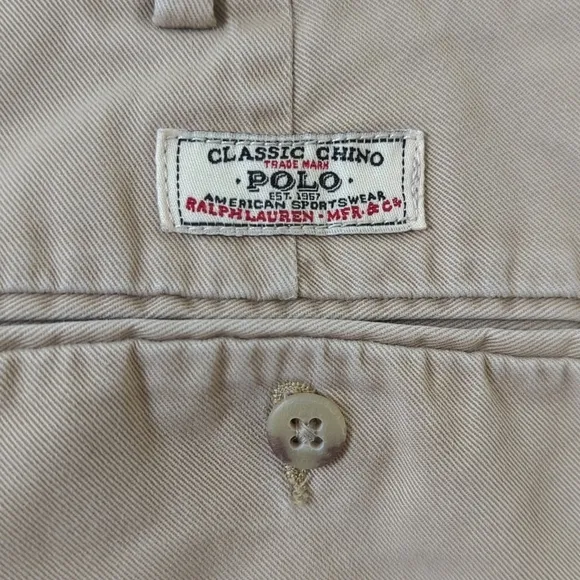 CLASSIC CHINO
TRADE MARK
· POLO ·
EST. 1967
AMERICAN SPORTSWEAR
RALPH LAUREN · MFR. & Co.